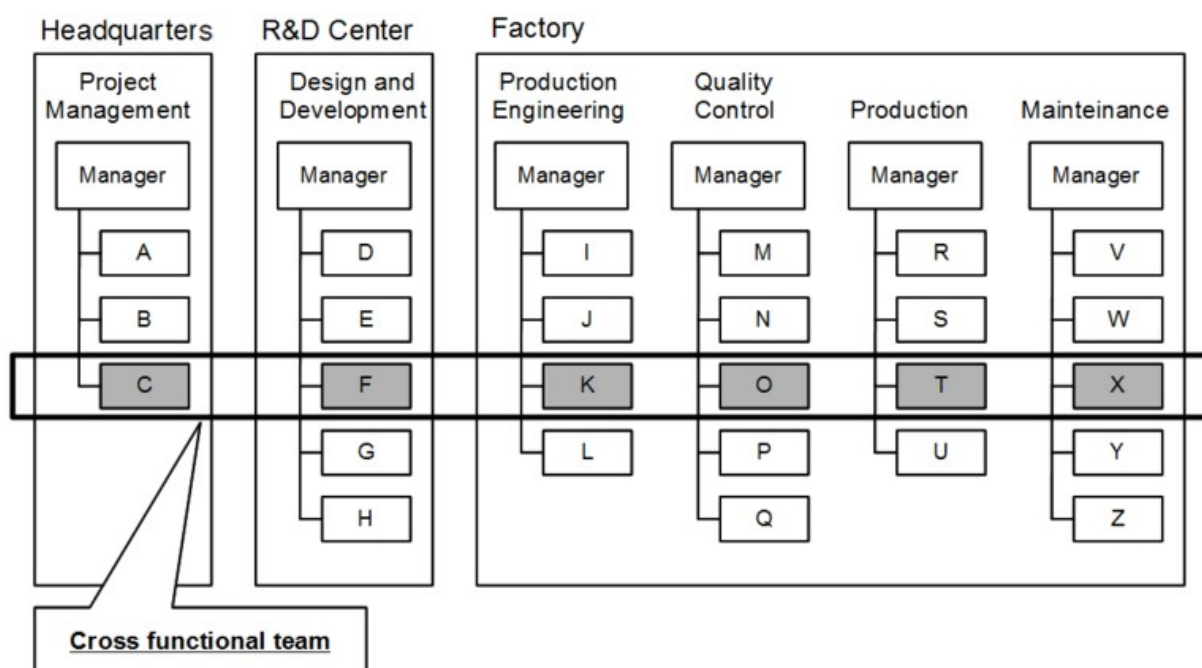 Headquarters
R&D Center
Factory
Project
Management
Design and
Development
Production
Engineering
Quality
Control
Production
Mainteinance
Manager
Manager
Manager
Manager
Manager
Manager
A
D
I
M
R
V
B
E
J
N
S
W
C
F
K
O
T
X
G
L
P
U
Y
H
Q
Z
Cross functional team